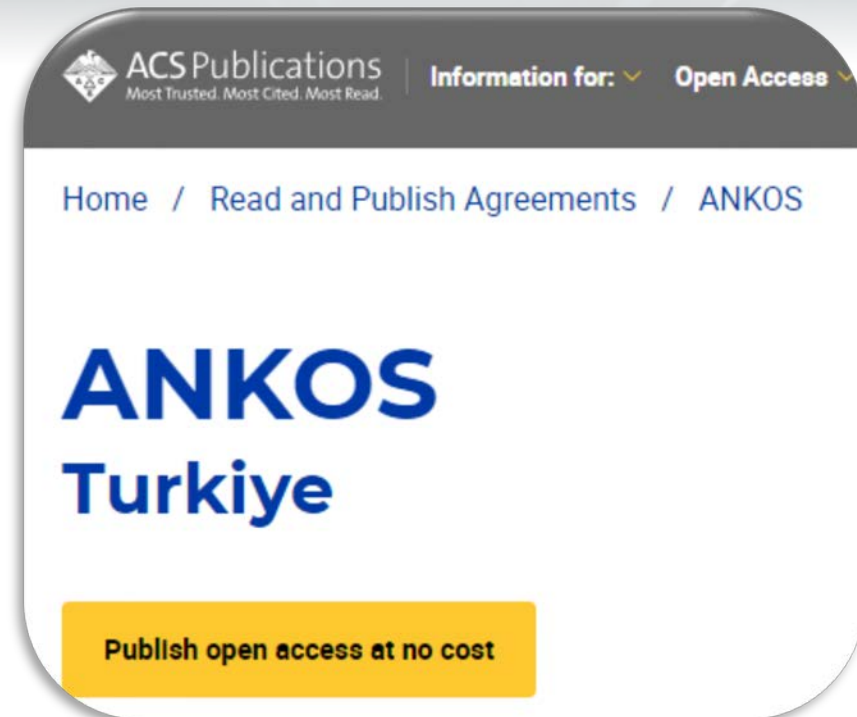 ACS Publications
Most Trusted. Most Cited. Most Read.
Information for:
Open Access
Home / Read and Publish Agreements / ANKOS
ANKOS
Turkiye
Publish open access at no cost